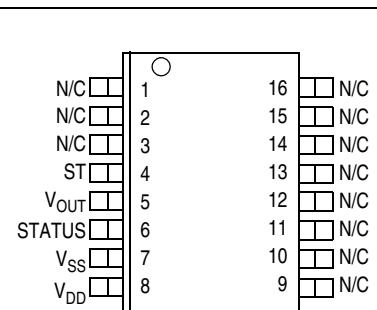 N/C 1 16 N/C
N/C 2 15 N/C
N/C 3 14 N/C
ST 4 13 N/C
VOUT 5 12 N/C
STATUS 6 11 N/C
VSS 7 10 N/C
VDD 8 9 N/C